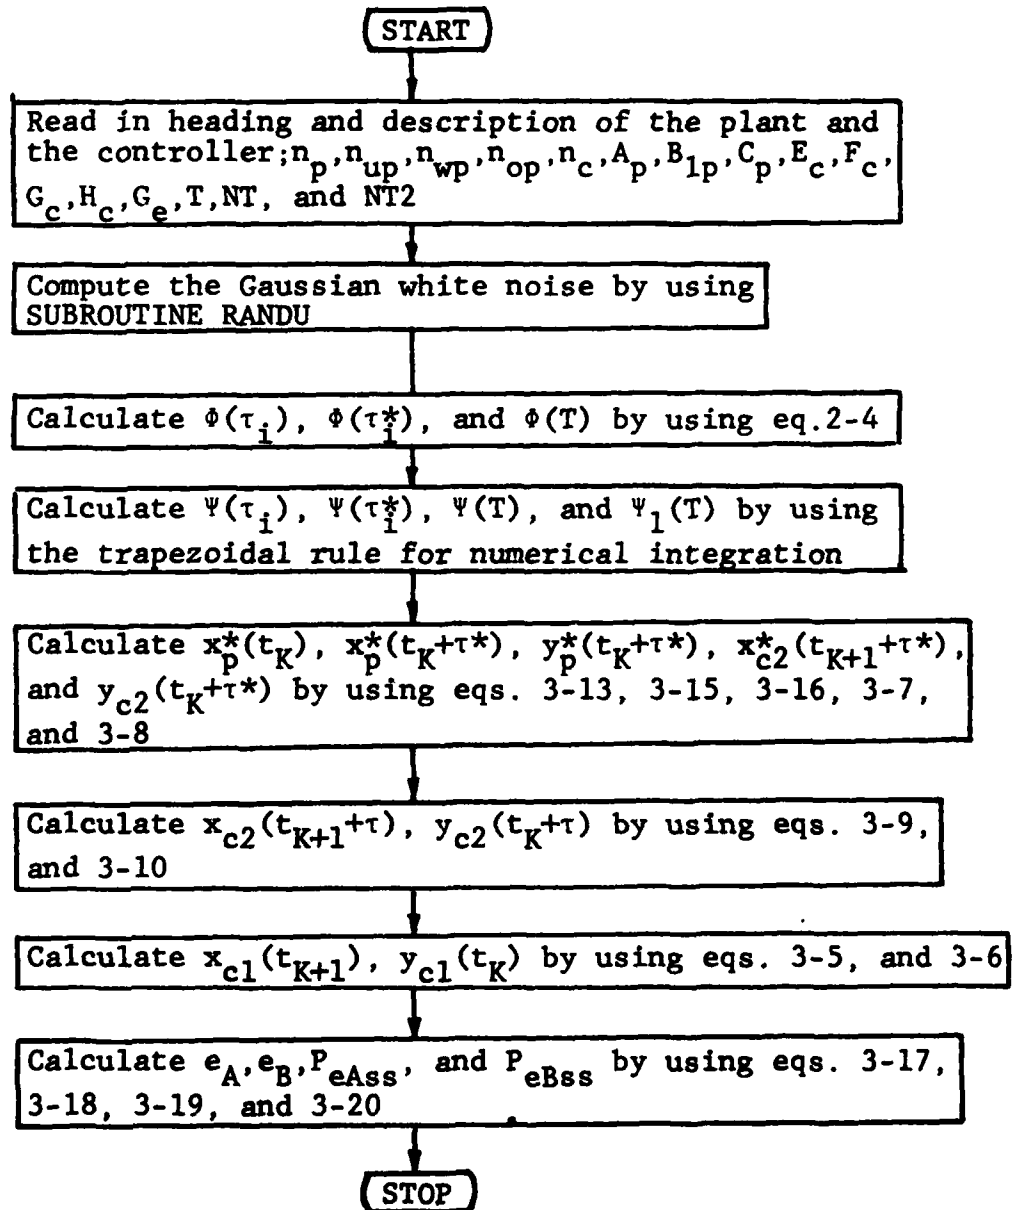 START
Read in heading and description of the plant and
the controller;n_p,n_up,n_wp,n_op,n_c,A_p,B_1p,C_p,E_c,F_c,
G_c,H_c,G_e,T,NT, and NT2
Compute the Gaussian white noise by using
SUBROUTINE RANDU
Calculate Φ(τ_i), Φ(τ_i*), and Φ(T) by using eq.2-4
Calculate Ψ(τ_i), Ψ(τ_i*), Ψ(T), and Ψ_1(T) by using
the trapezoidal rule for numerical integration
Calculate x_p*(t_K), x_p*(t_K+τ*), y_p*(t_K+τ*), x_c2*(t_K+1+τ*),
and y_c2(t_K+τ*) by using eqs. 3-13, 3-15, 3-16, 3-7,
and 3-8
Calculate x_c2(t_K+1+τ), y_c2(t_K+τ) by using eqs. 3-9,
and 3-10
Calculate x_c1(t_K+1), y_c1(t_K) by using eqs. 3-5, and 3-6
Calculate e_A,e_B,P_eAss, and P_eBss by using eqs. 3-17,
3-18, 3-19, and 3-20
STOP